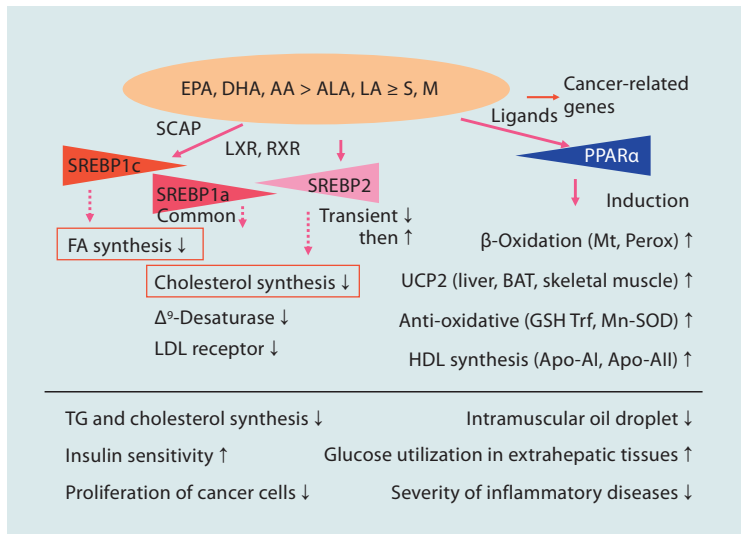 EPA, DHA, AA > ALA, LA ≥ S, M
Cancer-related
genes
SCAP
Ligands
LXR, RXR
SREBP1c
PPARα
SREBP1a
SREBP2
Common
Transient ↓
then ↑
Induction
FA synthesis ↓
β-Oxidation (Mt, Perox) ↑
Cholesterol synthesis ↓
UCP2 (liver, BAT, skeletal muscle) ↑
Δ⁹-Desaturase ↓
Anti-oxidative (GSH Trf, Mn-SOD) ↑
LDL receptor ↓
HDL synthesis (Apo-AI, Apo-AII) ↑
TG and cholesterol synthesis ↓
Intramuscular oil droplet ↓
Insulin sensitivity ↑
Glucose utilization in extrahepatic tissues ↑
Proliferation of cancer cells ↓
Severity of inflammatory diseases ↓